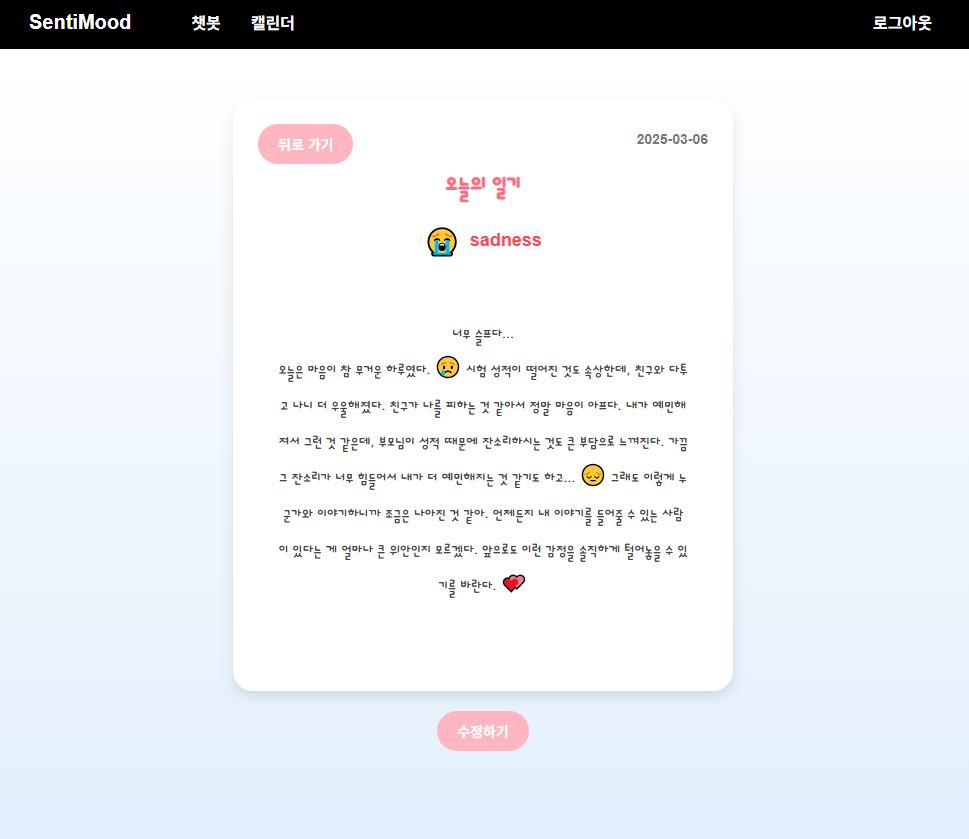 SentiMood 챗봇 캘린더 로그아웃
뒤로 가기 2025-03-06
오늘의 일기
😭 sadness
너무 슬프다...
오늘은 마음이 참 무거운 하루였다. 😢 시험 성적이 떨어진 것도 속상한데, 친구와 다투
고 나니 더 우울해졌다. 친구가 나를 피하는 것 같아서 정말 마음이 아프다. 내가 예민해
져서 그런 것 같은데, 부모님이 성적 때문에 잔소리하시는 것도 큰 부담으로 느껴진다. 가끔
그 잔소리가 너무 힘들어서 내가 더 예민해지는 것 같기도 하고... 😔 그래도 이렇게 누
군가와 이야기하니까 조금은 나아진 것 같아. 언제든지 내 이야기를 들어줄 수 있는 사람
이 있다는 게 얼마나 큰 위안인지 모르겠다. 앞으로도 이런 감정을 솔직하게 털어놓을 수 있
기를 바란다. 💕
수정하기